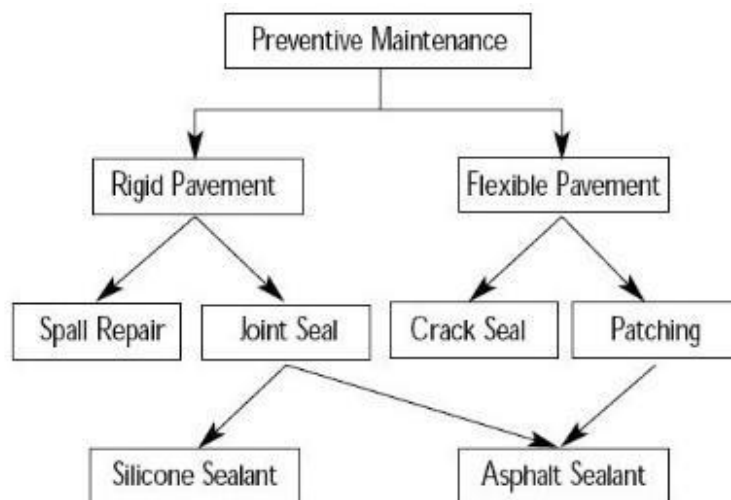 Preventive Maintenance
Rigid Pavement
Flexible Pavement
Spall Repair
Joint Seal
Crack Seal
Patching
Silicone Sealant
Asphalt Sealant